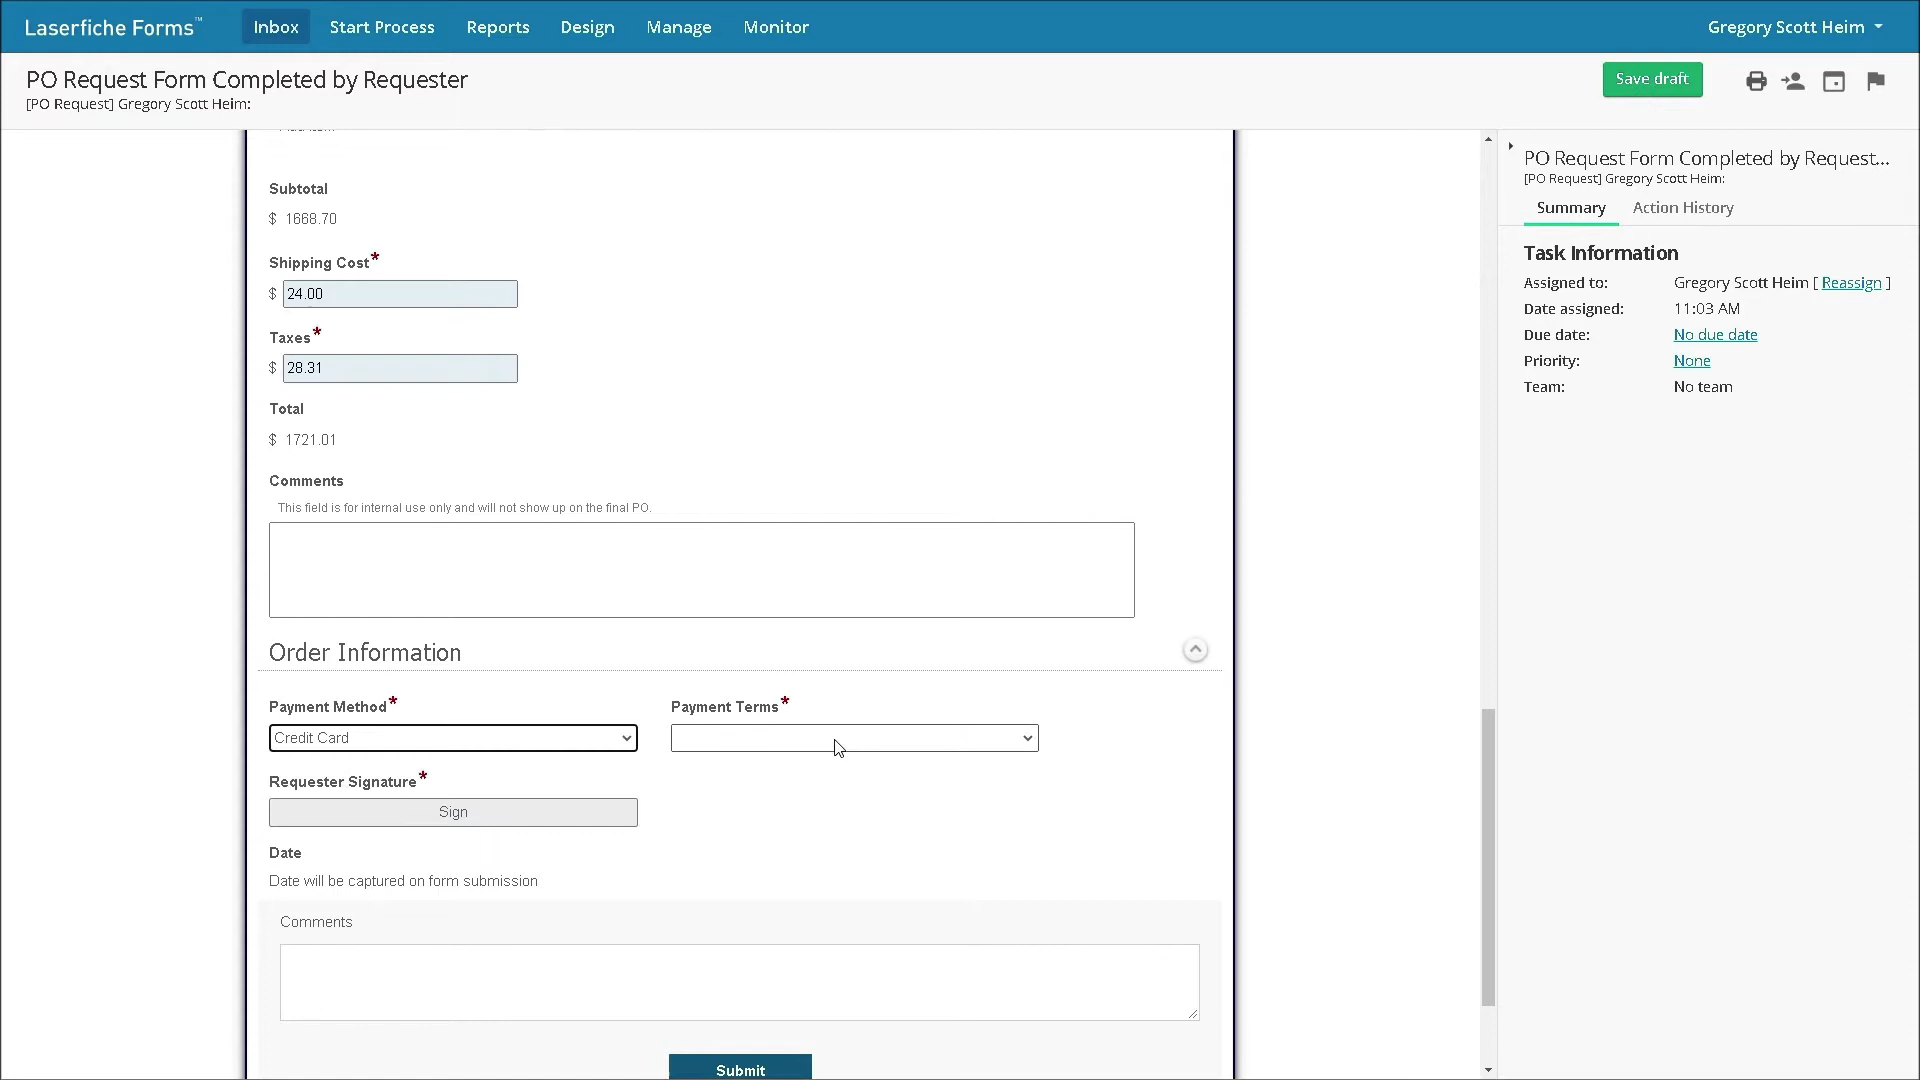 Laserfiche Forms™ Inbox Start Process Reports Design Manage Monitor Gregory Scott Heim
PO Request Form Completed by Requester
[PO Request] Gregory Scott Heim:
Save draft
Subtotal
$ 1668.70
Shipping Cost*
$ 24.00
Taxes*
$ 28.31
Total
$ 1721.01
Comments
This field is for internal use only and will not show up on the final PO.
Order Information
Payment Method* Payment Terms*
Credit Card
Requester Signature*
Sign
Date
Date will be captured on form submission
Comments
Submit
PO Request Form Completed by Request...
[PO Request] Gregory Scott Heim:
Summary Action History
Task Information
Assigned to: Gregory Scott Heim [ Reassign ]
Date assigned: 11:03 AM
Due date: No due date
Priority: None
Team: No team